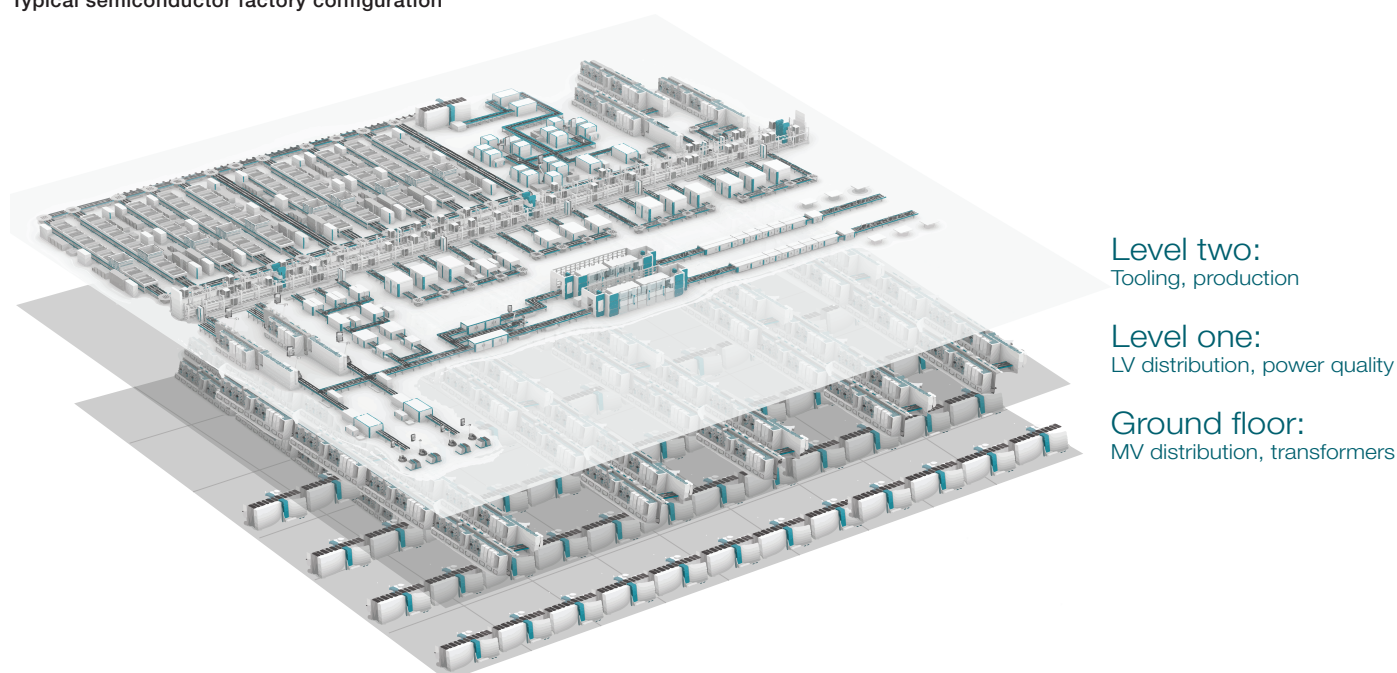 Typical semiconductor factory configuration
Level two:
Tooling, production
Level one:
LV distribution, power quality
Ground floor:
MV distribution, transformers